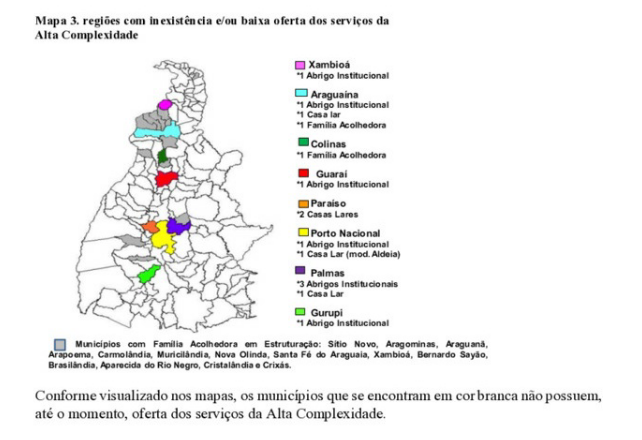 Mapa 3. regiões com inexistência e/ou baixa oferta dos serviços da
Alta Complexidade
Xambioá
*1 Abrigo Institucional
Araguaína
*1 Abrigo Institucional
*1 Casa lar
*1 Família Acolhedora
Colinas
*1 Família Acolhedora
Guaraí
*1 Abrigo Institucional
Paraíso
*2 Casas Lares
Porto Nacional
*1 Abrigo Institucional
*1 Casa Lar (mod. Aldeia)
Palmas
*3 Abrigos Institucionais
*1 Casa Lar
Gurupi
*1 Abrigo Institucional
Municípios com Família Acolhedora em Estruturação: Sítio Novo, Aragominas, Araguanã,
Arapoema, Carmolândia, Muricilândia, Nova Olinda, Santa Fé do Araguaia, Xambioá, Bernardo Sayão,
Brasilândia, Aparecida do Rio Negro, Cristalândia e Crixás.
Conforme visualizado nos mapas, os municípios que se encontram em cor branca não possuem,
até o momento, oferta dos serviços da Alta Complexidade.